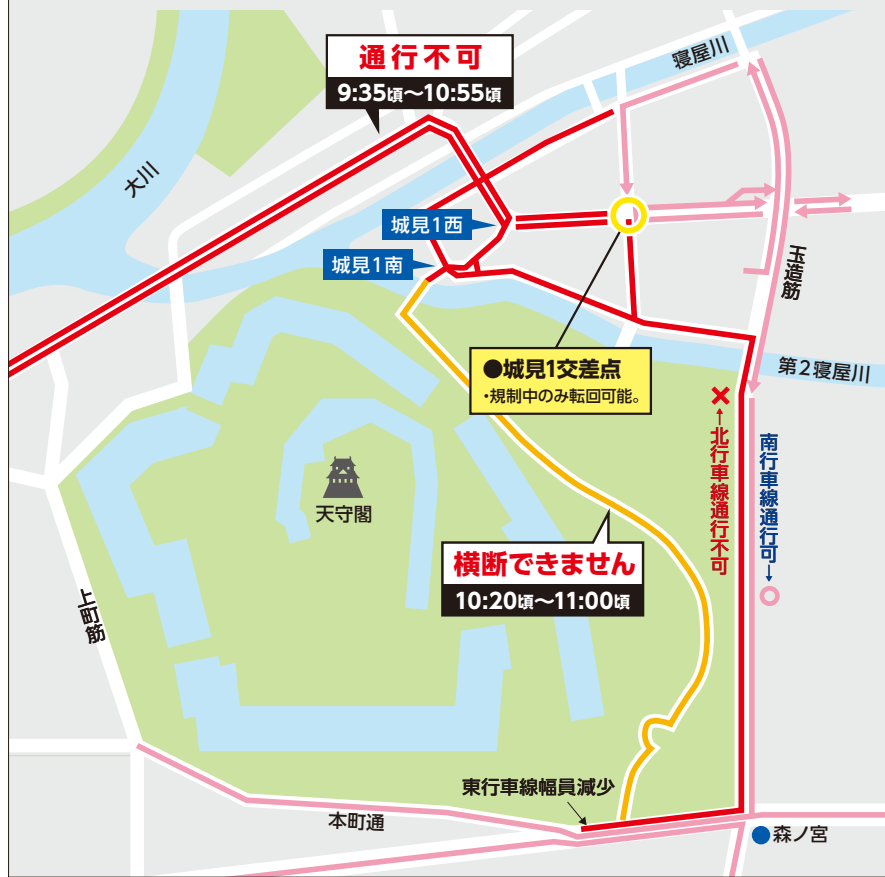 通行不可
9:35頃～10:55頃
寝屋川
大川
城見1西
城見1南
玉造筋
●城見1交差点
・規制中のみ転回可能。
第2寝屋川
×←北行車線通行不可
南行車線通行可→○
天守閣
横断できません
10:20頃～11:00頃
上町筋
東行車線幅員減少
本町通
森ノ宮